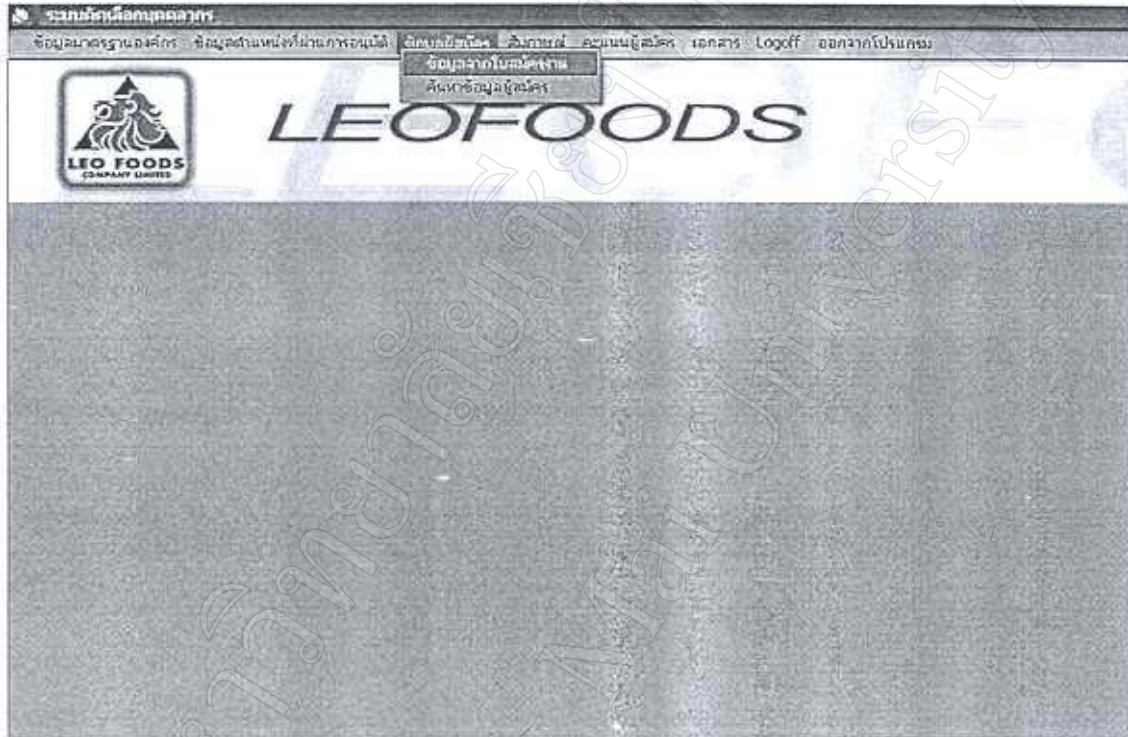 ระบบคัดเลือกบุคคลากร
ข้อมูลมาตรฐานองค์กร ข้อมูลตำแหน่งที่ผ่านการอนุมัติ ข้อมูลผู้สมัคร สัมภาษณ์ คะแนนผู้สมัคร เอกสาร Logoff ออกจากโปรแกรม
ข้อมูลจากใบสมัครงาน
ค้นหาข้อมูลผู้สมัคร
LEOFOODS
LEO FOODS
COMPANY LIMITED
Mai University